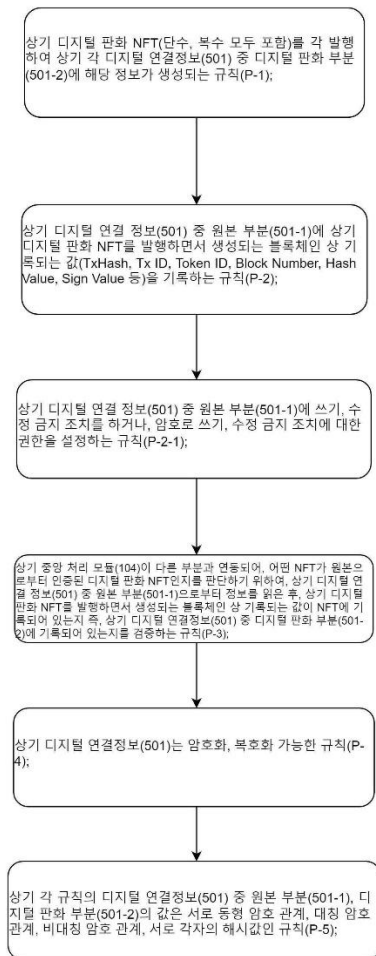 상기 디지털 판화 NFT(단수, 복수 모두 포함)를 각 발행
하여 상기 각 디지털 연결정보(501) 중 디지털 판화 부분
(501-2)에 해당 정보가 생성되는 규칙(P-1);
상기 디지털 연결 정보(501) 중 원본 부분(501-1)에 상기
디지털 판화 NFT를 발행하면서 생성되는 블록체인 상 기
록되는 값(TxHash, Tx ID, Token ID, Block Number, Hash
Value, Sign Value 등)을 기록하는 규칙(P-2);
상기 디지털 연결 정보(501) 중 원본 부분(501-1)에 쓰기, 수
정 금지 조치를 하거나, 암호로 쓰기, 수정 금지 조치에 대한
권한을 설정하는 규칙(P-2-1);
상기 중앙 처리 모듈(104)이 다른 부분과 연동되어, 어떤 NFT가 원본으
로부터 인증된 디지털 판화 NFT인지를 판단하기 위하여, 상기 디지털 연
결 정보(501) 중 원본 부분(501-1)으로부터 정보를 읽은 후, 상기 디지털
판화 NFT를 발행하면서 생성되는 블록체인 상 기록되는 값이 NFT에 기
록되어 있는지 즉, 상기 디지털 연결정보(501) 중 디지털 판화 부분(501-
2)에 기록되어 있는지를 검증하는 규칙(P-3);
상기 디지털 연결정보(501)는 암호화, 복호화 가능한 규칙(P-
4);
상기 각 규칙의 디지털 연결정보(501) 중 원본 부분(501-1), 디
지털 판화 부분(501-2)의 값은 서로 동형 암호 관계, 대칭 암호
관계, 비대칭 암호 관계, 서로 각자의 해시값인 규칙(P-5);